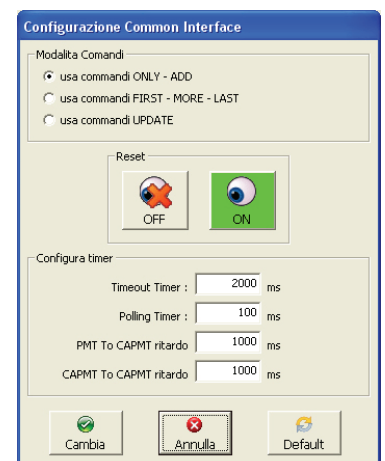 Configurazione Common Interface
Modalita Comandi
usa commandi ONLY - ADD
usa commandi FIRST - MORE - LAST
usa commandi UPDATE
Reset
OFF
ON
Configura timer
Timeout Timer : 2000 ms
Polling Timer : 100 ms
PMT To CAPMT ritardo 1000 ms
CAPMT To CAPMT ritardo 1000 ms
Cambia
Annulla
Default